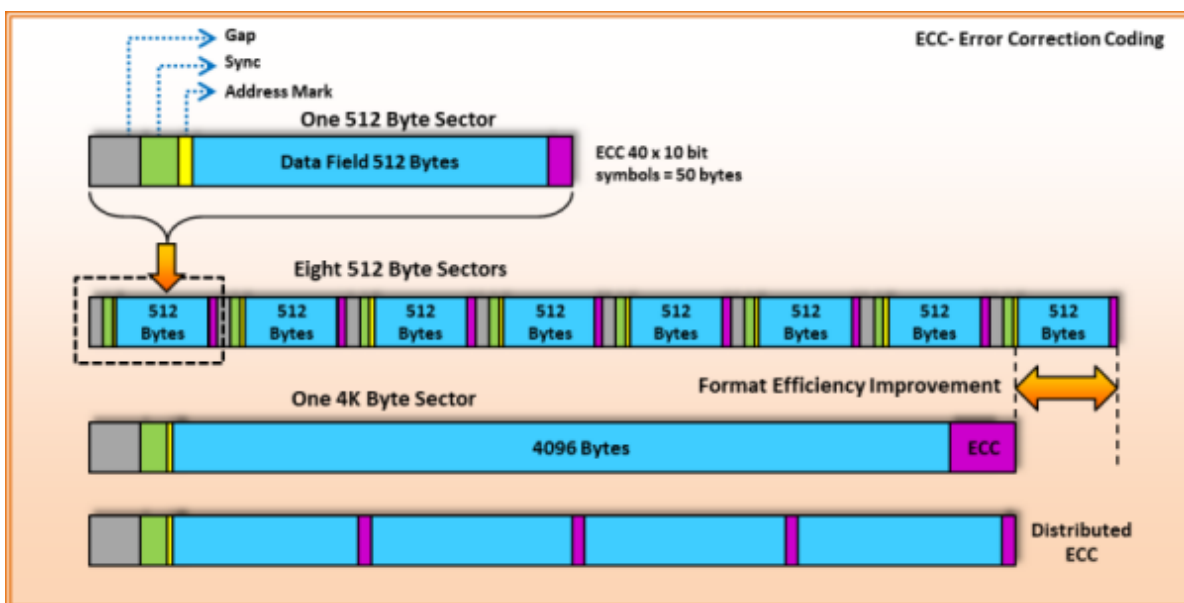 Gap
ECC- Error Correction Coding
Sync
Address Mark
One 512 Byte Sector
Data Field 512 Bytes
ECC 40 x 10 bit
symbols = 50 bytes
Eight 512 Byte Sectors
512 512 512 512 512 512 512 512
Bytes Bytes Bytes Bytes Bytes Bytes Bytes Bytes
Format Efficiency Improvement
One 4K Byte Sector
4096 Bytes
ECC
Distributed
ECC